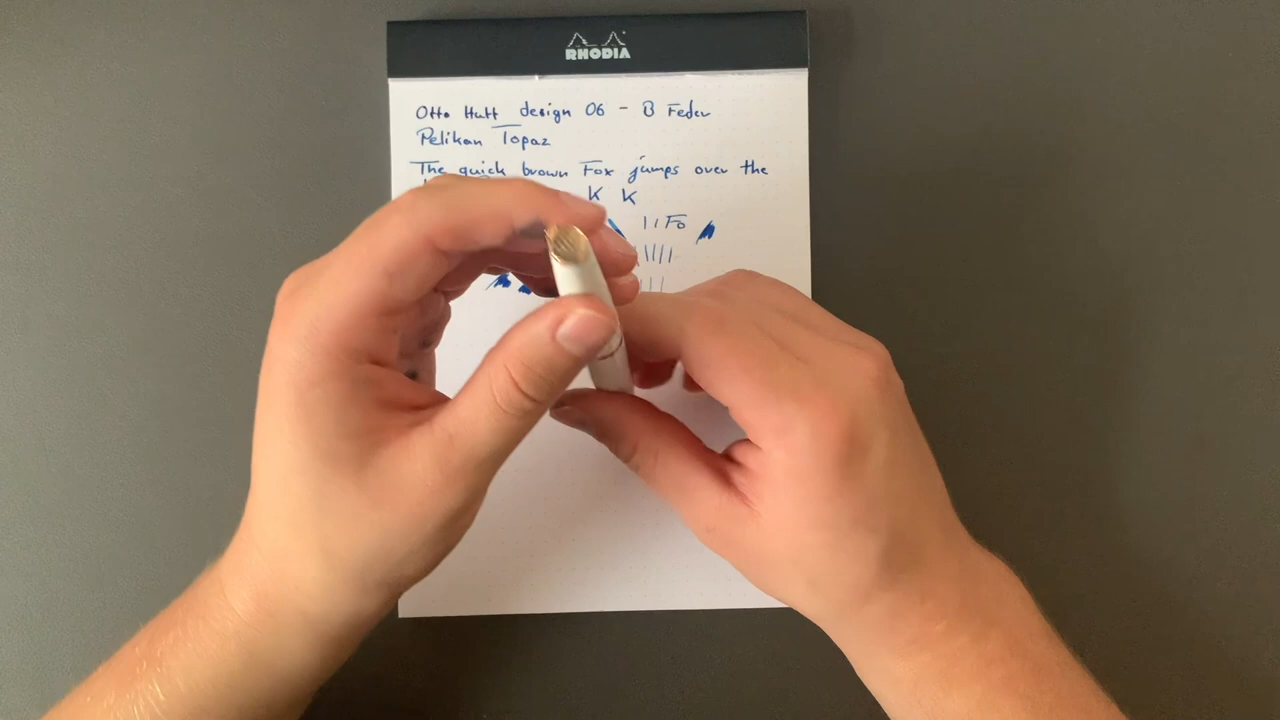 RHODIA
Otto Hutt design 06 - B Feder
Pelikan Topaz
The quick brown Fox jumps over the
K K
Fo